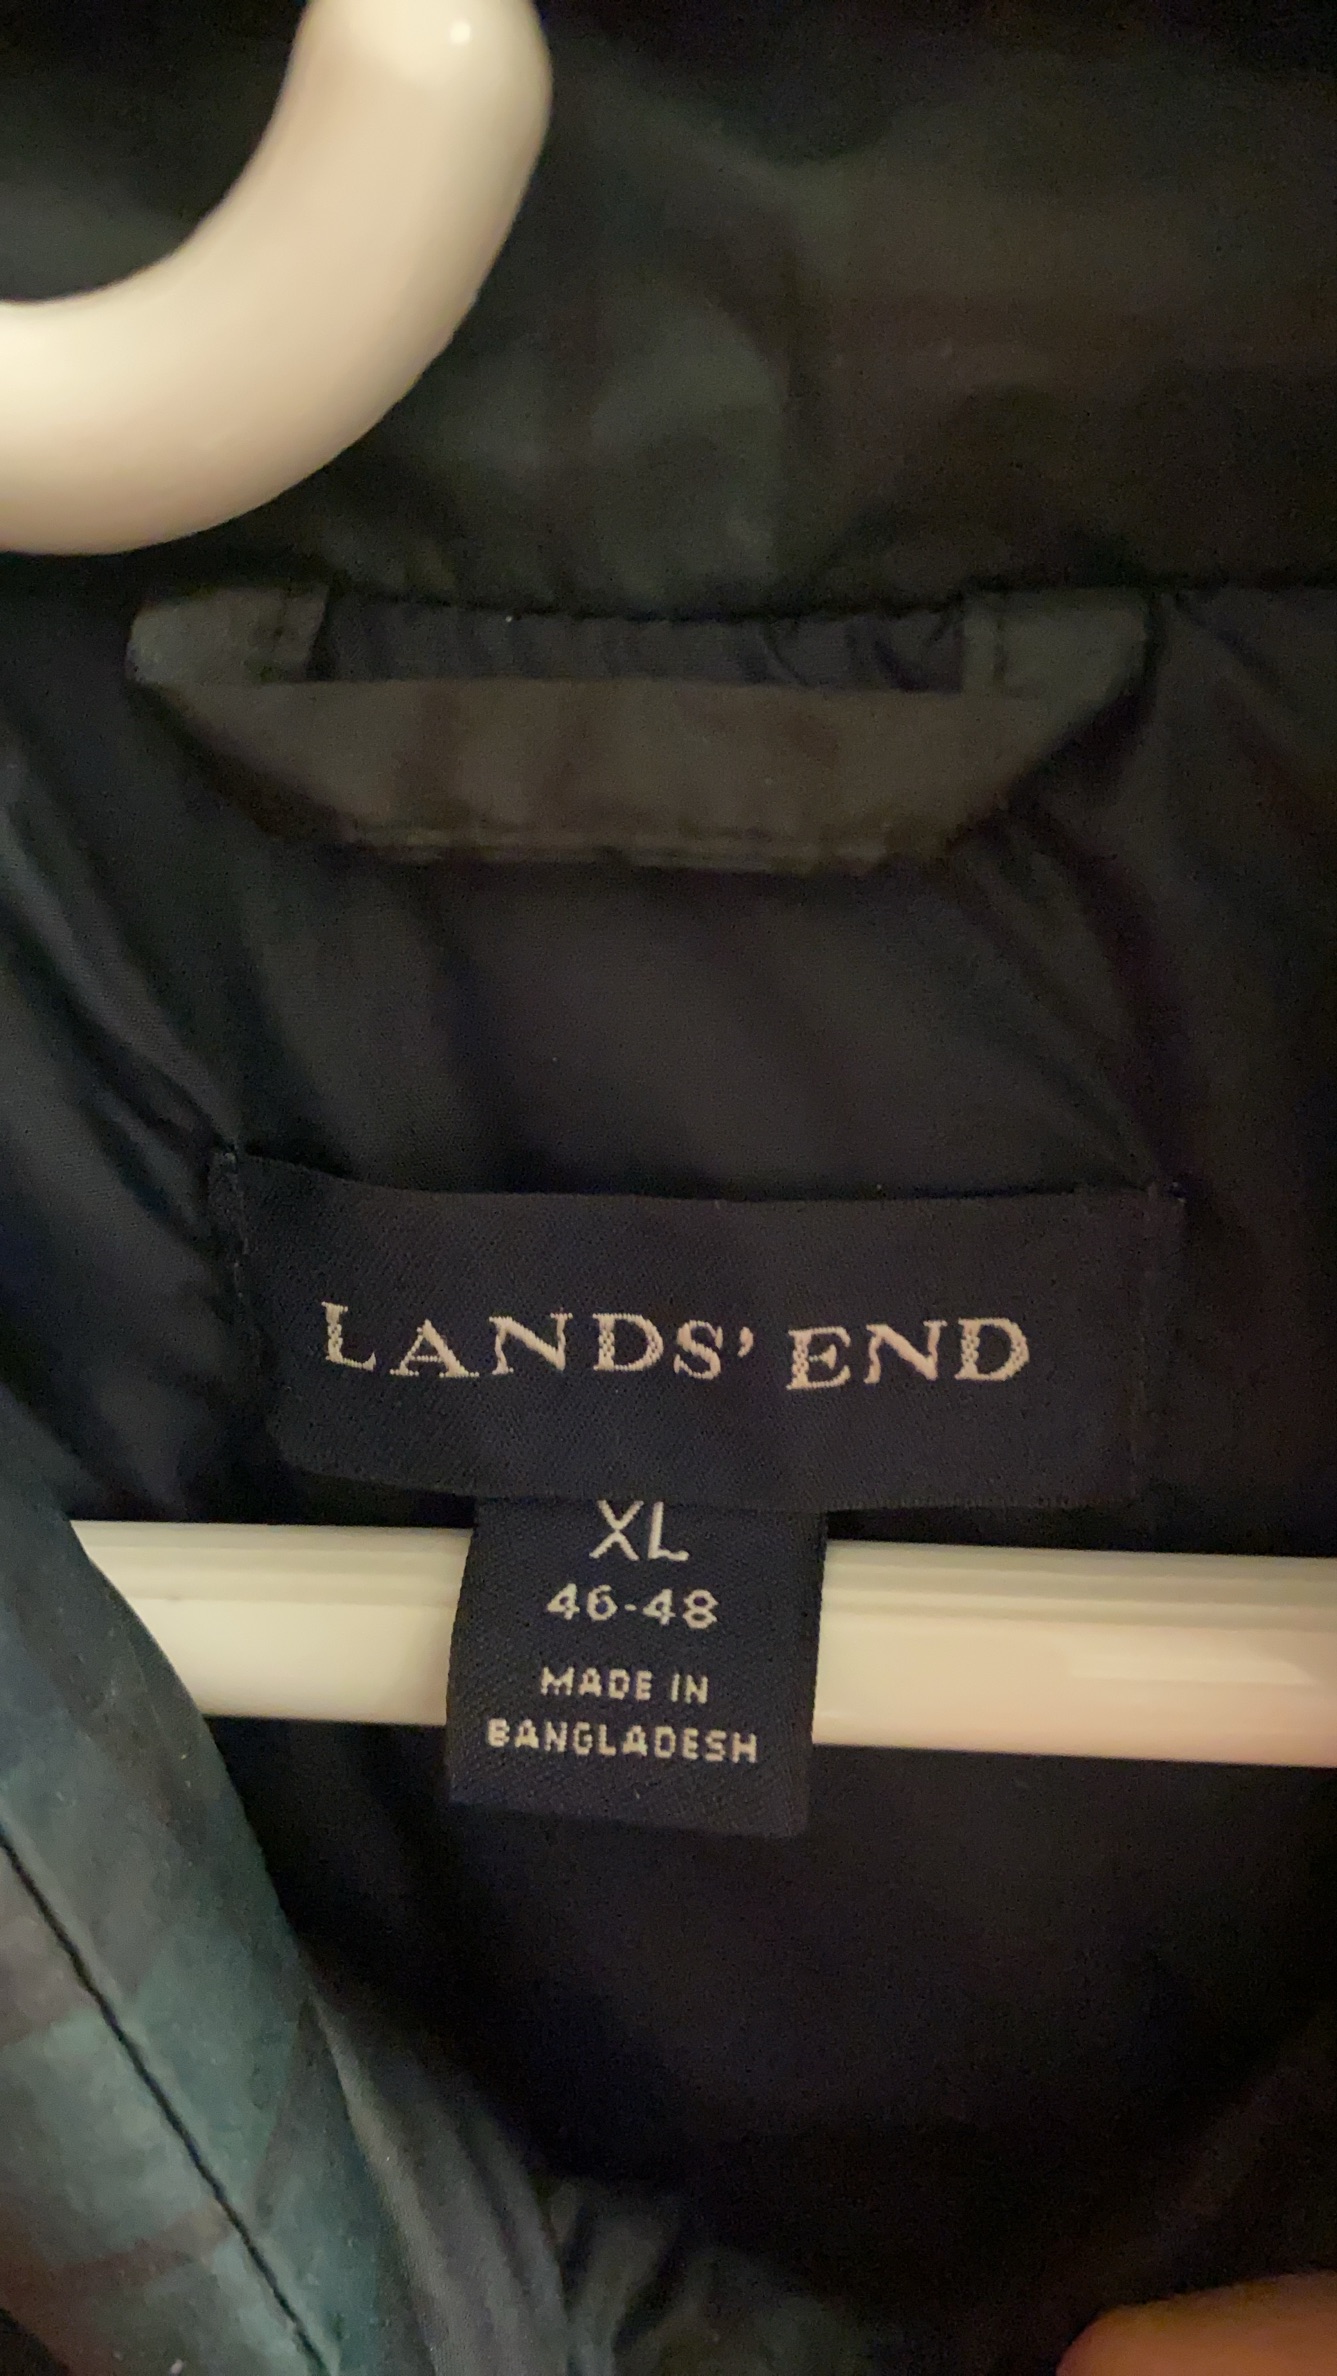 LANDS' END
XL
46-48
MADE IN
BANGLADESH